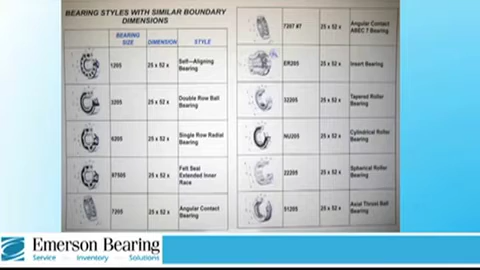 BEARING STYLES WITH SIMILAR BOUNDARY
DIMENSIONS
BEARING
SIZE DIMENSION STYLE
1205 25 x 52 x Self-Aligning
Bearing
3205 25 x 52 x Double Row Ball
Bearing
6205 25 x 52 x Single Row Radial
Bearing
87505 25 x 52 x Felt Seal
Extended Inner
Race
7205 25 x 52 x Angular Contact
Bearing
7207 #7 25 x 52 x Angular Contact
ABEC 7 Bearing
ER205 25 x 52 x Insert Bearing
32205 25 x 52 x Tapered Roller
Bearing
NU205 25 x 52 x Cylindrical Roller
Bearing
22205 25 x 52 x Spherical Roller
Bearing
51205 25 x 52 x Axial Thrust Ball
Bearing
Emerson Bearing
Service Inventory Solutions